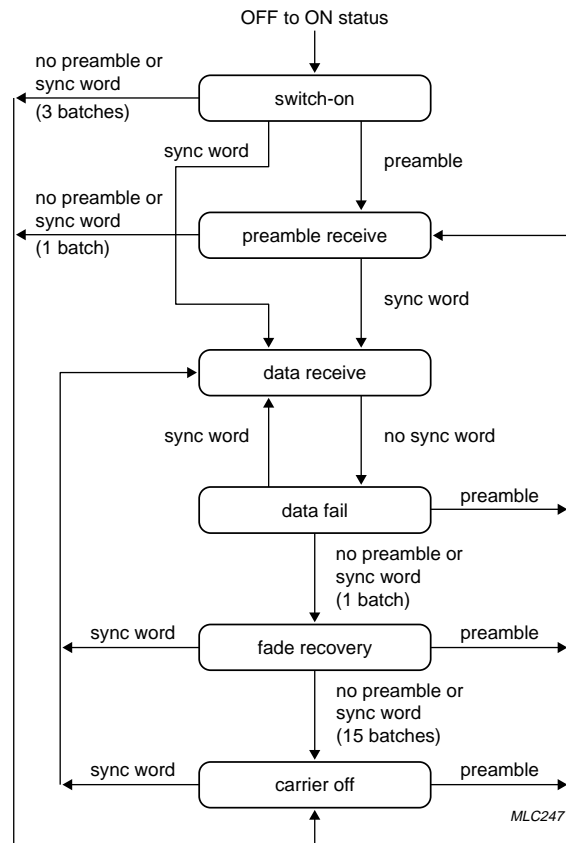 OFF to ON status
no preamble or
sync word
(3 batches)
switch-on
sync word
preamble
no preamble or
sync word
(1 batch)
preamble receive
sync word
data receive
sync word
no sync word
data fail
preamble
no preamble or
sync word
(1 batch)
sync word
fade recovery
preamble
no preamble or
sync word
(15 batches)
sync word
carrier off
preamble
MLC247